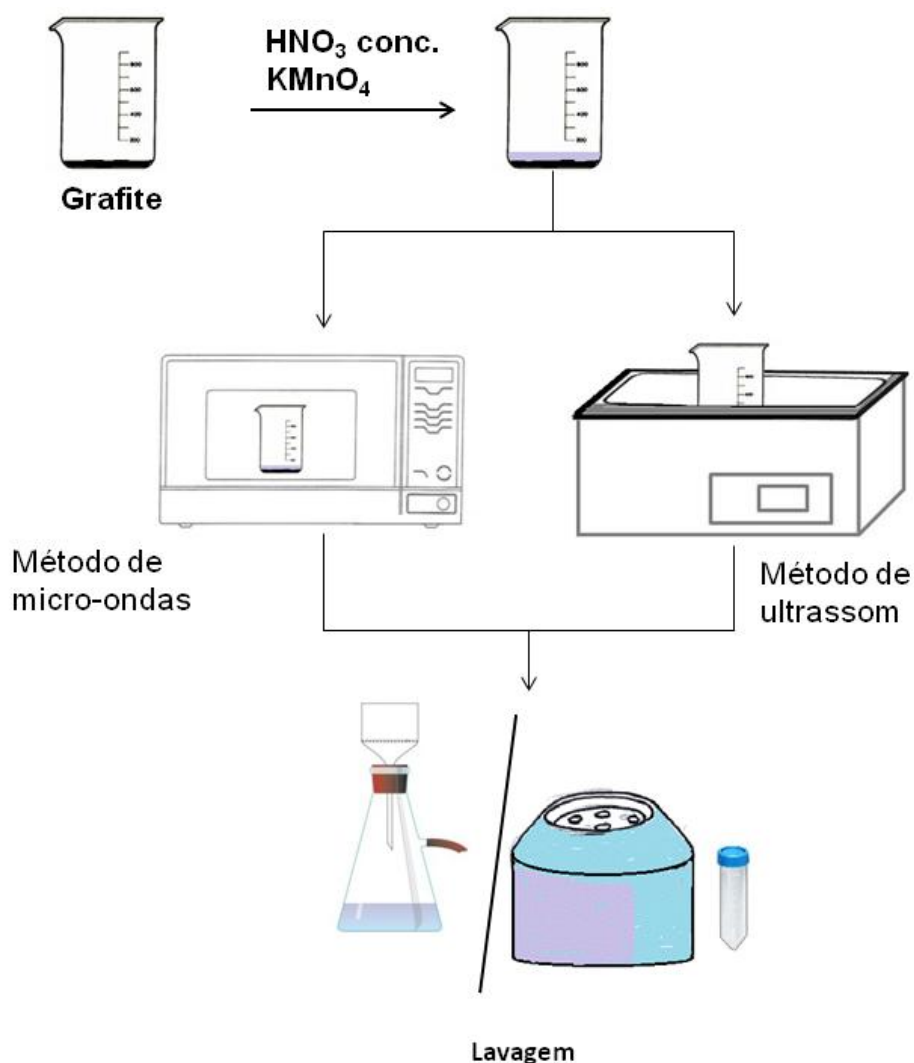 HNO₃ conc.
KMnO₄
Grafite
Método de
micro-ondas
Método de
ultrassom
Lavagem